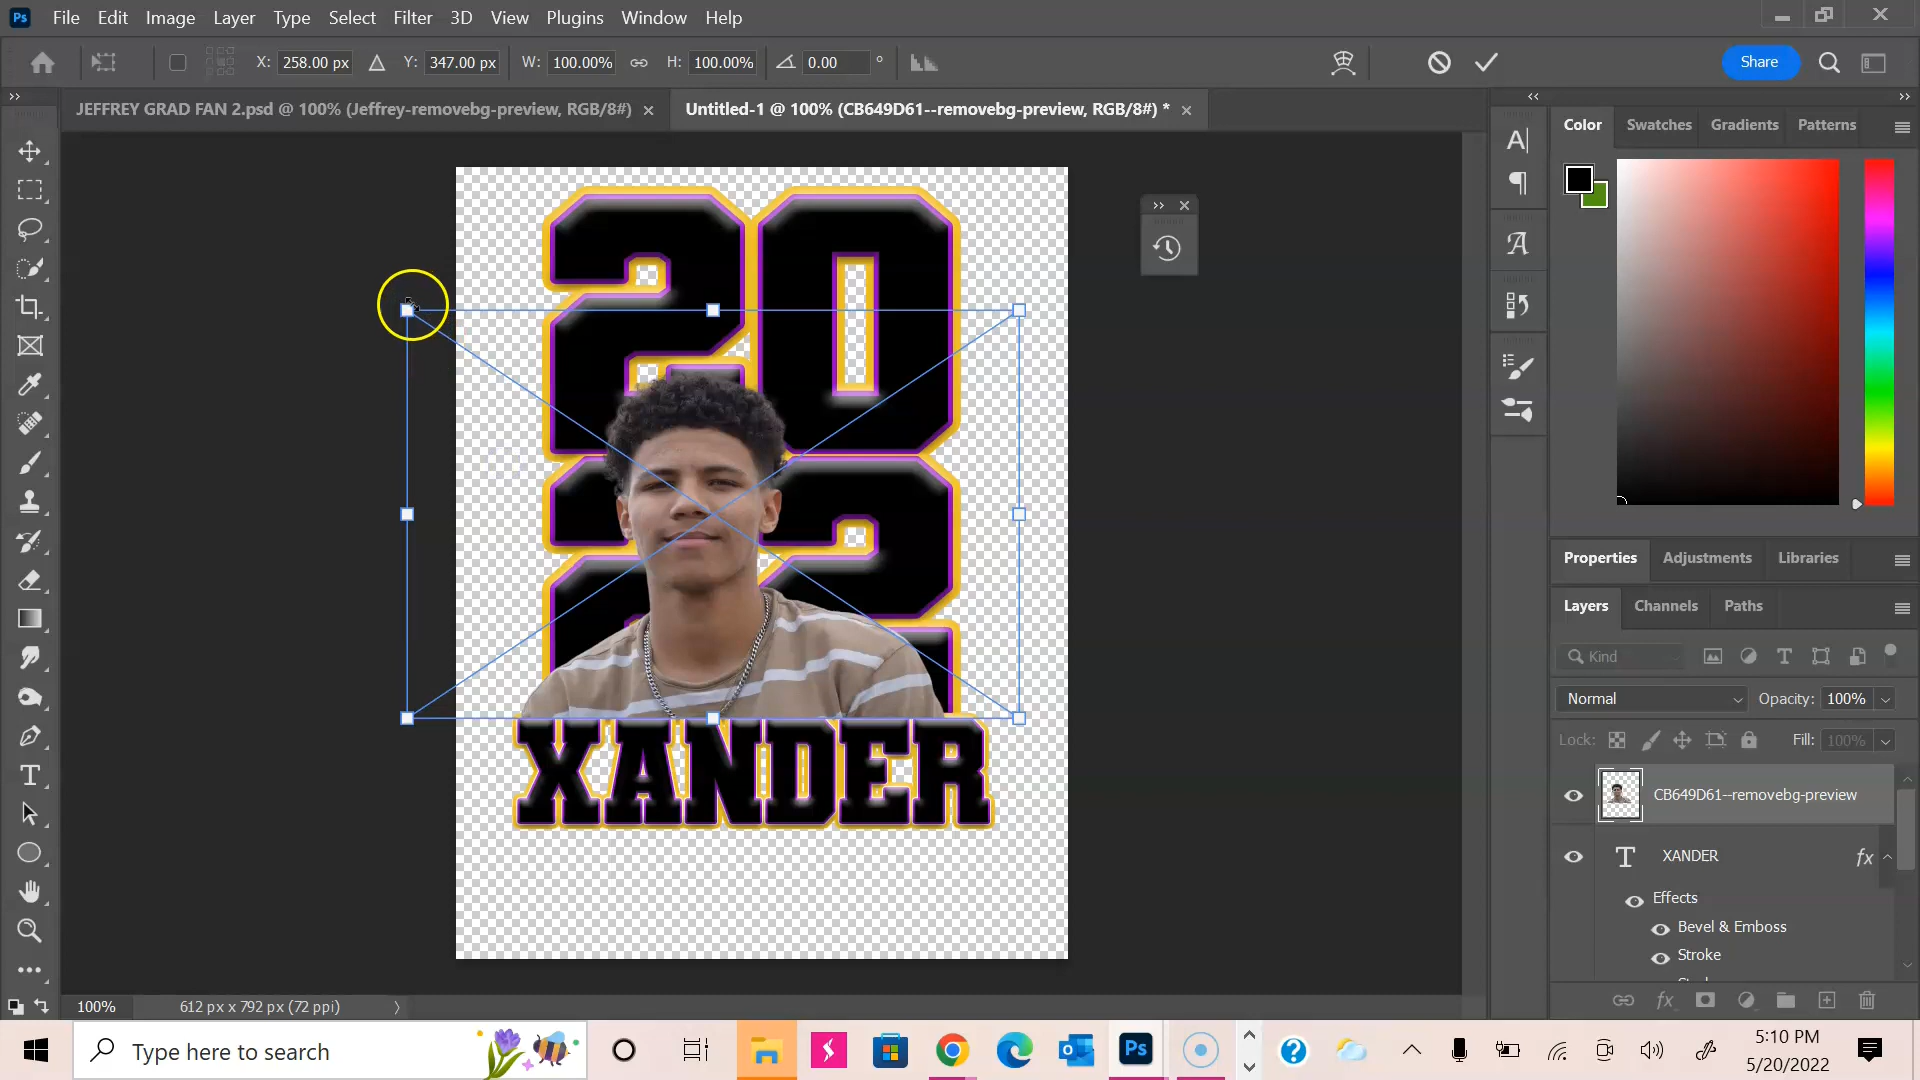 Ps File Edit Image Layer Type Select Filter 3D View Plugins Window Help
X: 258.00 px Y: 347.00 px W: 100.00% H: 100.00% 0.00 ° Share
JEFFREY GRAD FAN 2.psd @ 100% (Jeffrey-removebg-preview, RGB/8#) × Untitled-1 @ 100% (CB649D61--removebg-preview, RGB/8#) * ×
Color Swatches Gradients Patterns
20
22
XANDER
Properties Adjustments Libraries
Layers Channels Paths
Kind
Normal Opacity: 100%
Lock: Fill: 100%
CB649D61--removebg-preview
T XANDER fx
Effects
Bevel & Emboss
Stroke
100% 612 px x 792 px (72 ppi)
Type here to search
Ps
5:10 PM
5/20/2022